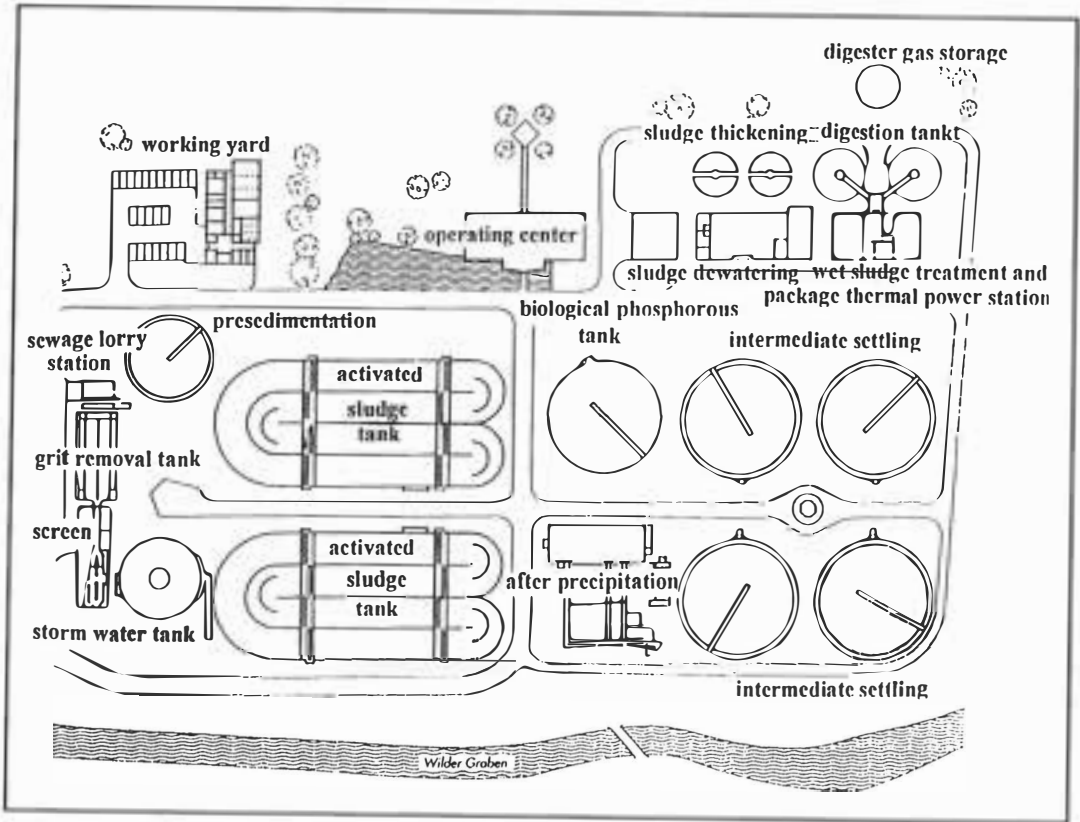 digester gas storage
sludge thickening
digestion tankt
working yard
operating center
sludge dewatering
wet sludge treatment and
package thermal power station
presedimentation
sewage lorry
station
biological phosphorous
tank
intermediate settling
activated
sludge
tank
grit removal tank
screen
activated
sludge
tank
after precipitation
storm water tank
intermediate settling
Wilder Graben